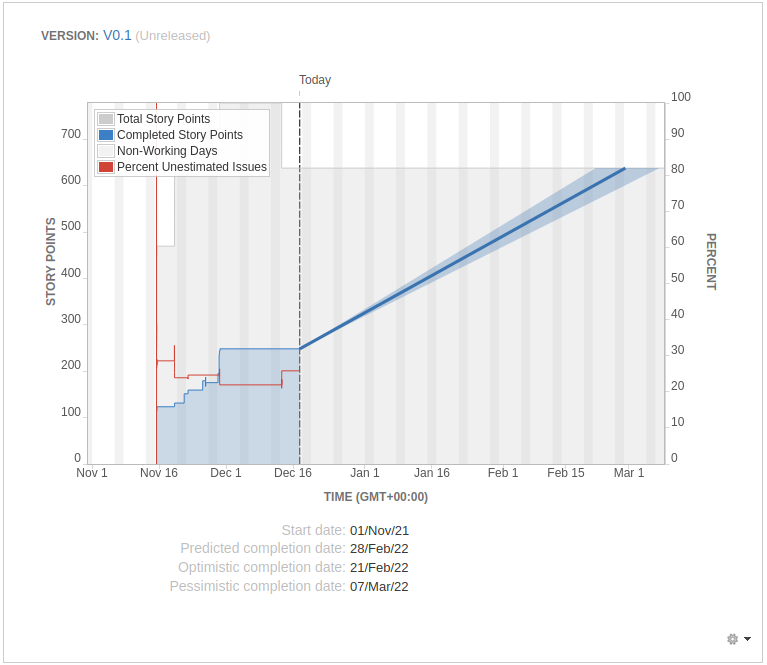 VERSION: V0.1 (Unreleased)
Today
Total Story Points
Completed Story Points
Non-Working Days
Percent Unestimated Issues
STORY POINTS
700
600
500
400
300
200
100
0
100
90
80
70
60
50
40
30
20
10
0
PERCENT
Nov 1 Nov 16 Dec 1 Dec 16 Jan 1 Jan 16 Feb 1 Feb 15 Mar 1
TIME (GMT+00:00)
Start date: 01/Nov/21
Predicted completion date: 28/Feb/22
Optimistic completion date: 21/Feb/22
Pessimistic completion date: 07/Mar/22